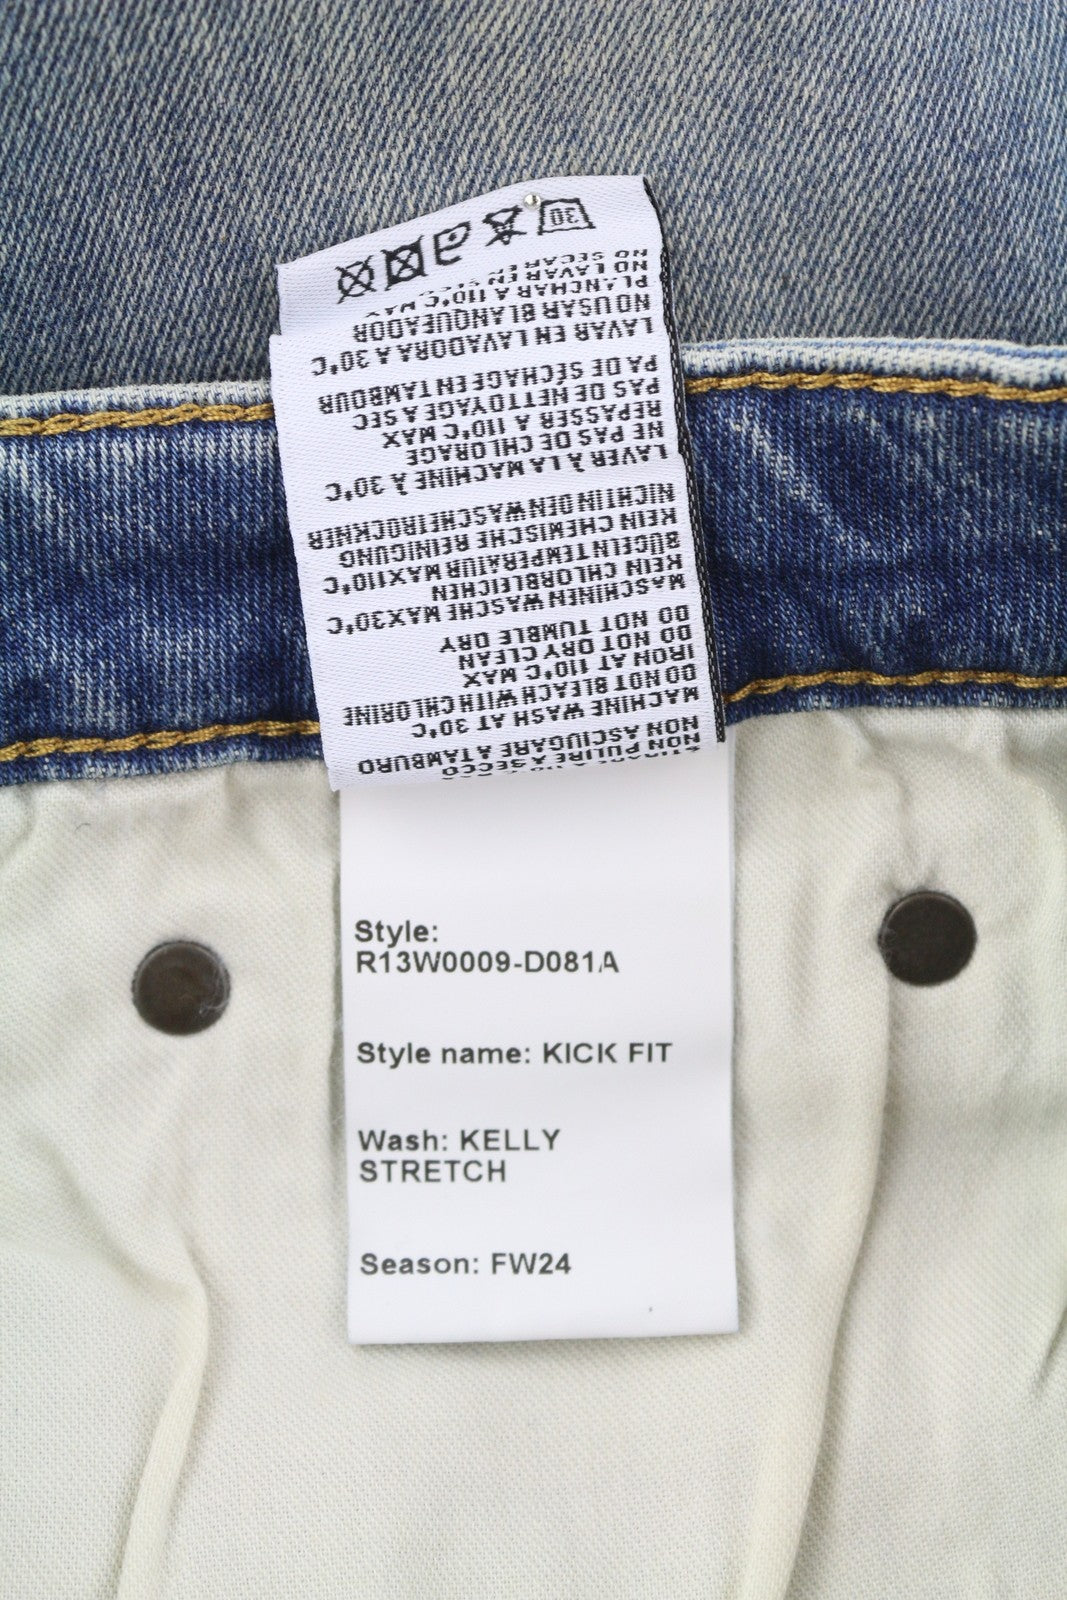 NON PULIRE A SECCO
NON ASCIUGARE A TAMBURO
MACHINE WASH AT 30°C
DO NOT BLEACH WITH CHLORINE
IRON AT 110°C MAX
DO NOT DRY CLEAN
DO NOT TUMBLE DRY
MASCHINEN WASCHE MAX30°C
KEIN CHLORBLEICHEN
BÜGELN TEMPERATUR MAX110°C
KEIN CHEMISCHE REINIGUNG
NICHT IN DEN WASCHETROCKNER
LAVER À LA MACHINE À 30°C
NE PAS DE CHLORAGE
REPASSER A 110°C MAX
PAS DE NETTOYAGE A SEC
PA DE SÉCHAGE EN TAMBOUR
LAVAR EN LAVADORA A 30°C
NO USAR BLANQUEADOR
PLANCHAR A 110°C MAX
NO LAVAR EN
NO SECAR EN
30
Style:
R13W0009-D081A
Style name: KICK FIT
Wash: KELLY
STRETCH
Season: FW24